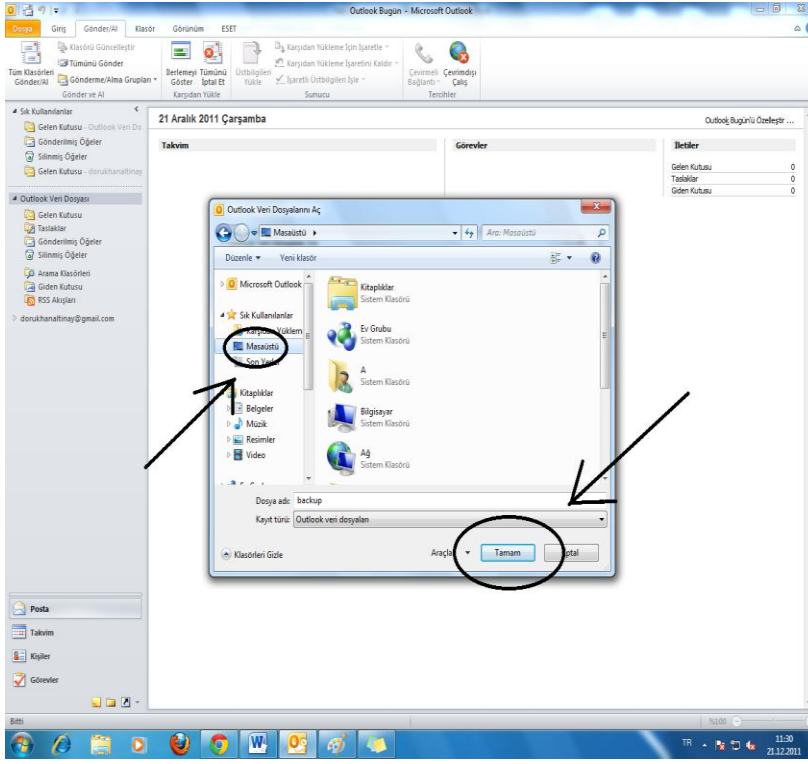 Outlook Bugün - Microsoft Outlook
Dosya Giriş Gönder/Al Klasör Görünüm ESET
Tüm Klasörleri Gönder/Al
Klasörü Güncelleştir
Tümünü Gönder
Gönderme/Alma Grupları
Gönder ve Al
İlerlemeyi Göster
Tümünü İptal Et
Karşıdan Yükle
Üstbilgileri Yükle
Karşıdan Yükleme İçin İşaretle
Karşıdan Yükleme İşaretini Kaldır
İşaretli Üstbilgileri İşle
Sunucu
Çevirmeli Bağlantı
Çevrimdışı Çalış
Tercihler
Sık Kullanılanlar
Gelen Kutusu - Outlook Veri Do
Gönderilmiş Öğeler
Silinmiş Öğeler
Gelen Kutusu - dorukhanaltinay
Outlook Veri Dosyası
Gelen Kutusu
Taslaklar
Gönderilmiş Öğeler
Silinmiş Öğeler
Arama Klasörleri
Giden Kutusu
RSS Akışları
dorukhanaltinay@gmail.com
Posta
Takvim
Kişiler
Görevler
21 Aralık 2011 Çarşamba
Outlook Bugün'ü Özelleştir ...
Takvim
Görevler
İletiler
Gelen Kutusu 0
Taslaklar 0
Giden Kutusu 0
Outlook Veri Dosyalarını Aç
Masaüstü
Ara: Masaüstü
Düzenle Yeni klasör
Microsoft Outlook
Sık Kullanılanlar
Karşıdan Yüklem
Masaüstü
Son Yerler
Kitaplıklar
Belgeler
Müzik
Resimler
Video
Kitaplıklar
Sistem Klasörü
Ev Grubu
Sistem Klasörü
A
Sistem Klasörü
Bilgisayar
Sistem Klasörü
Ağ
Sistem Klasörü
Dosya adı: backup
Kayıt türü: Outlook veri dosyaları
Klasörleri Gizle
Tamam
Bitti
%100
TR
11:30
21.12.2011